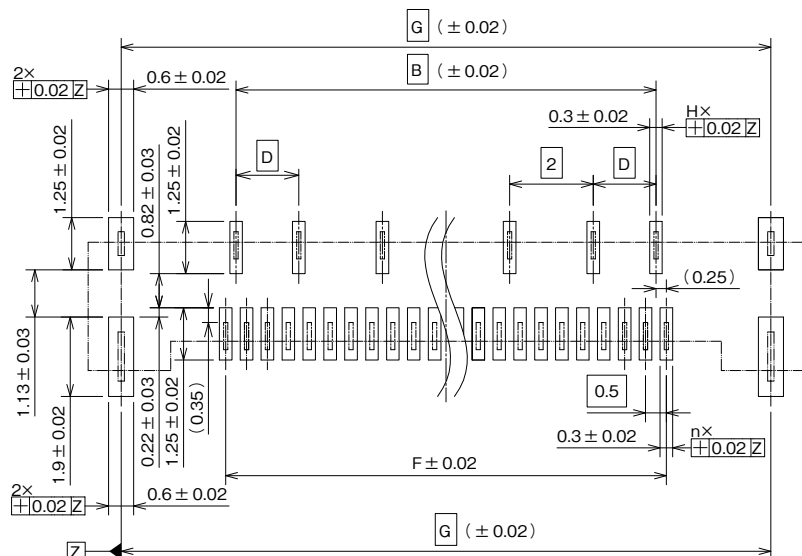 G (±0.02)
2×
0.6±0.02
B (±0.02)
⌖0.02 Z
0.3±0.02
H×
⌖0.02 Z
1.25±0.02
0.82±0.03
1.25±0.02
D
2
D
(0.25)
1.13±0.03
1.9±0.02
0.22±0.03
1.25±0.02
(0.35)
0.5
0.3±0.02
n×
⌖0.02 Z
F±0.02
2×
0.6±0.02
⌖0.02 Z
G (±0.02)
Z